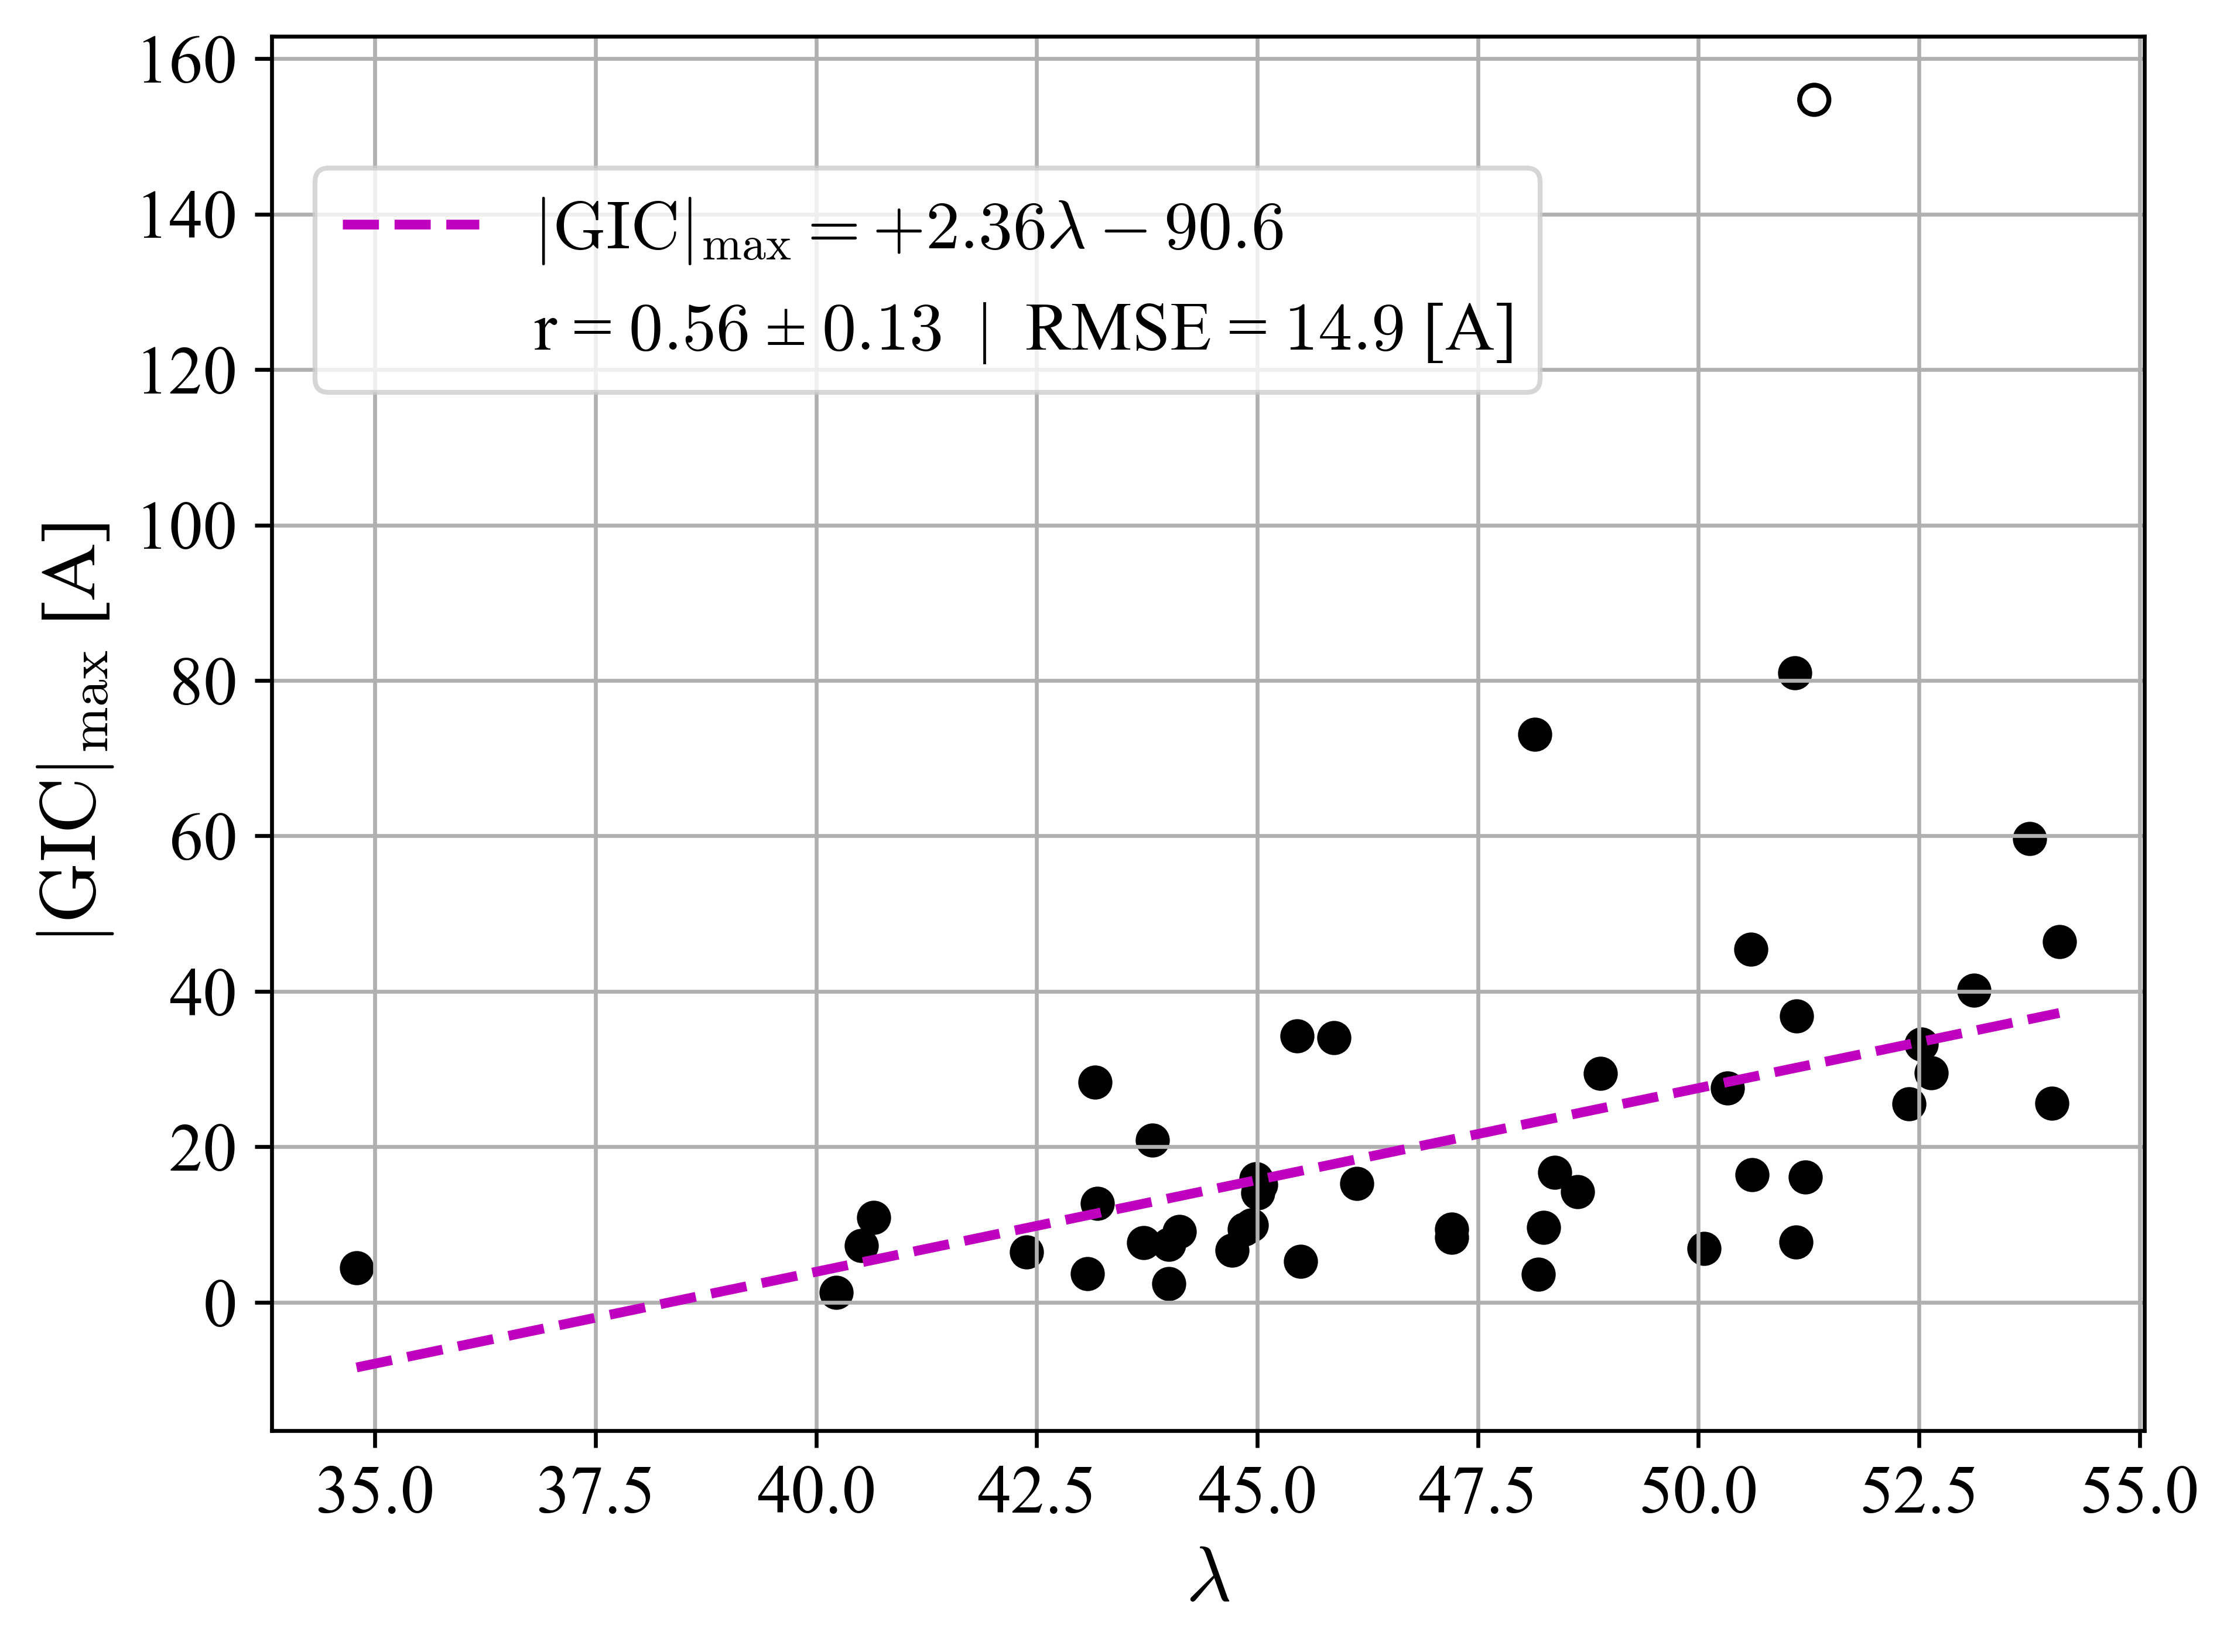 160
140
120
100
80
60
40
20
0
|GIC|max [A]
|GIC|max = +2.36λ − 90.6
r = 0.56 ± 0.13 | RMSE = 14.9 [A]
35.0 37.5 40.0 42.5 45.0 47.5 50.0 52.5 55.0
λ